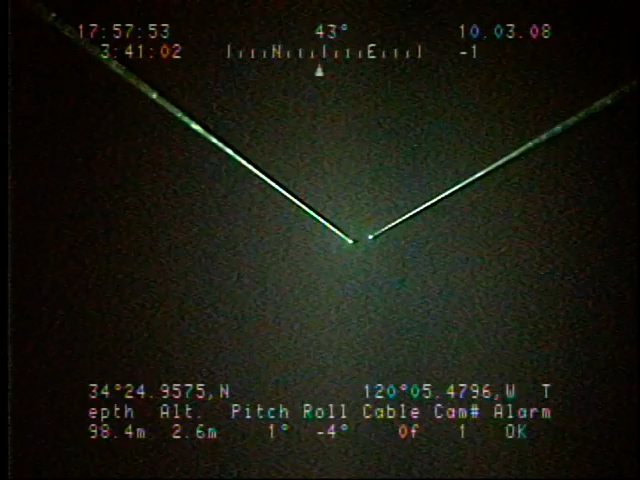 17:57:53 43° 10.03.08
3:41:02 N E -1
34°24.9575,N 120°05.4796,W T
epth Alt. Pitch Roll Cable Cam# Alarm
98.4m 2.6m 1° -4° 0f 1 OK